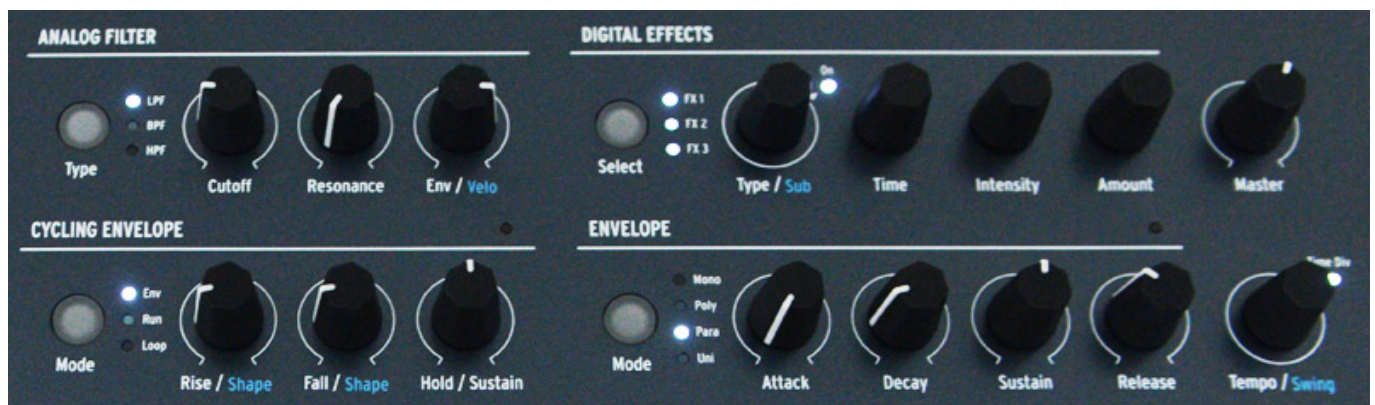 ANALOG FILTER
LPF
BPF
HPF
Type
Cutoff
Resonance
Env / Velo
DIGITAL EFFECTS
On
FX 1
FX 2
FX 3
Select
Type / Sub
Time
Intensity
Amount
Master
CYCLING ENVELOPE
Env
Run
Loop
Mode
Rise / Shape
Fall / Shape
Hold / Sustain
ENVELOPE
Mono
Poly
Para
Uni
Mode
Attack
Decay
Sustain
Release
Time Div
Tempo / Swing